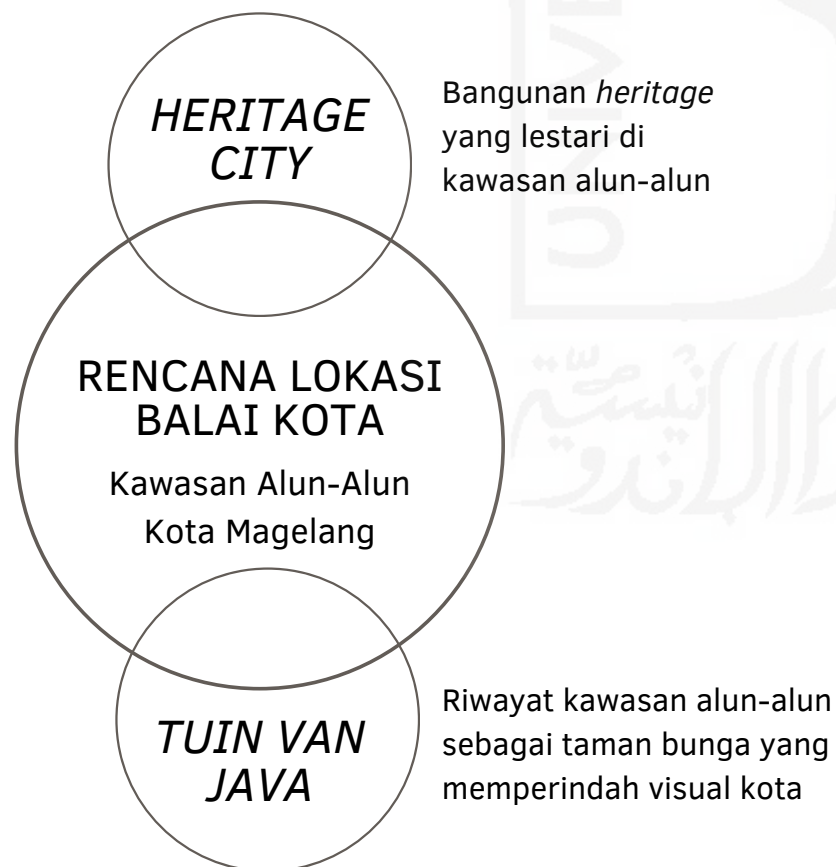 HERITAGE
CITY
Bangunan heritage
yang lestari di
kawasan alun-alun
RENCANA LOKASI
BALAI KOTA
Kawasan Alun-Alun
Kota Magelang
TUIN VAN
JAVA
Riwayat kawasan alun-alun
sebagai taman bunga yang
memperindah visual kota